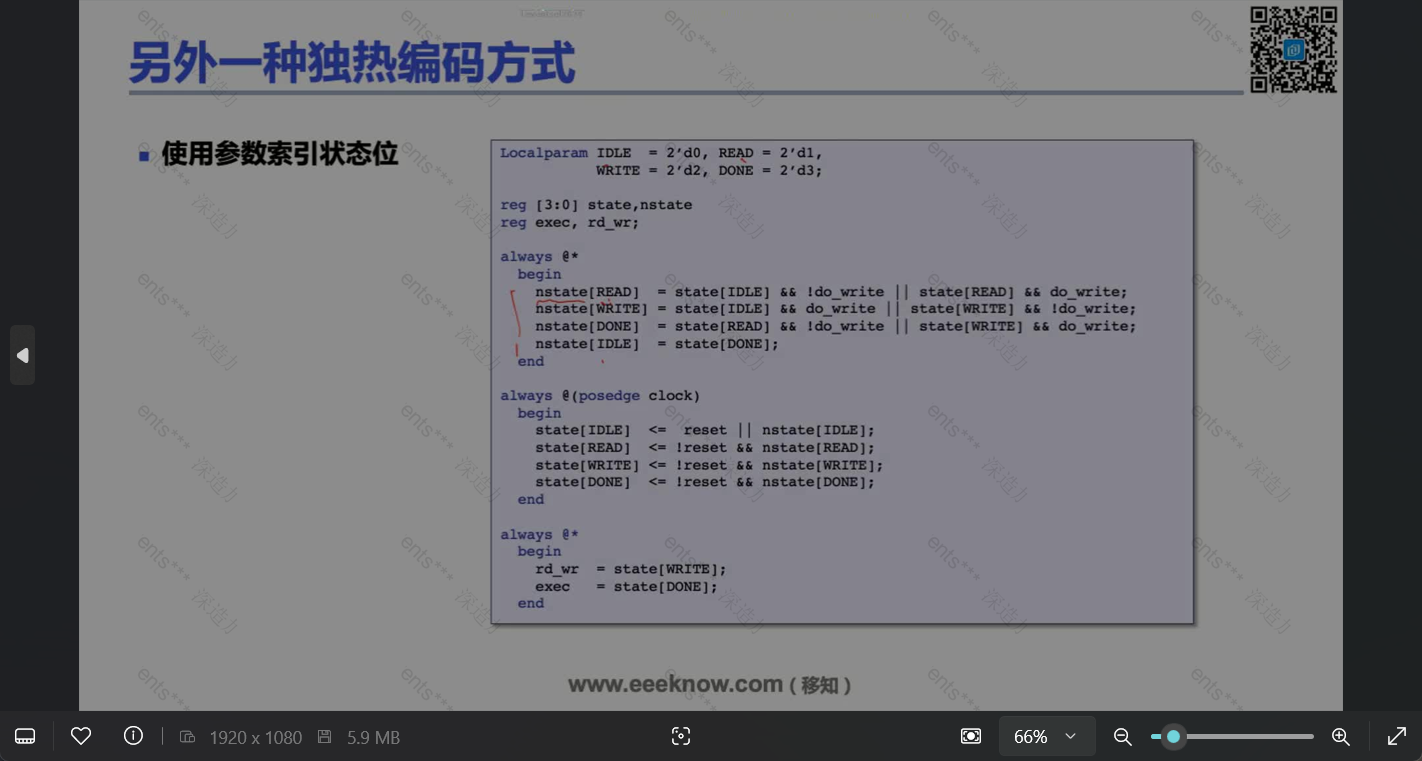 另外一种独热编码方式
使用参数索引状态位
Localparam IDLE = 2’d0, READ = 2’d1,
WRITE = 2’d2, DONE = 2’d3;
reg [3:0] state,nstate
reg exec, rd_wr;
always @*
begin
nstate[READ] = state[IDLE] && !do_write || state[READ] && do_write;
nstate[WRITE] = state[IDLE] && do_write || state[WRITE] && !do_write;
nstate[DONE] = state[READ] && !do_write || state[WRITE] && do_write;
nstate[IDLE] = state[DONE];
end
always @(posedge clock)
begin
state[IDLE] <= reset || nstate[IDLE];
state[READ] <= !reset && nstate[READ];
state[WRITE] <= !reset && nstate[WRITE];
state[DONE] <= !reset && nstate[DONE];
end
always @*
begin
rd_wr = state[WRITE];
exec = state[DONE];
end
www.eeeknow.com（移知）
1920 x 1080 5.9 MB 66%